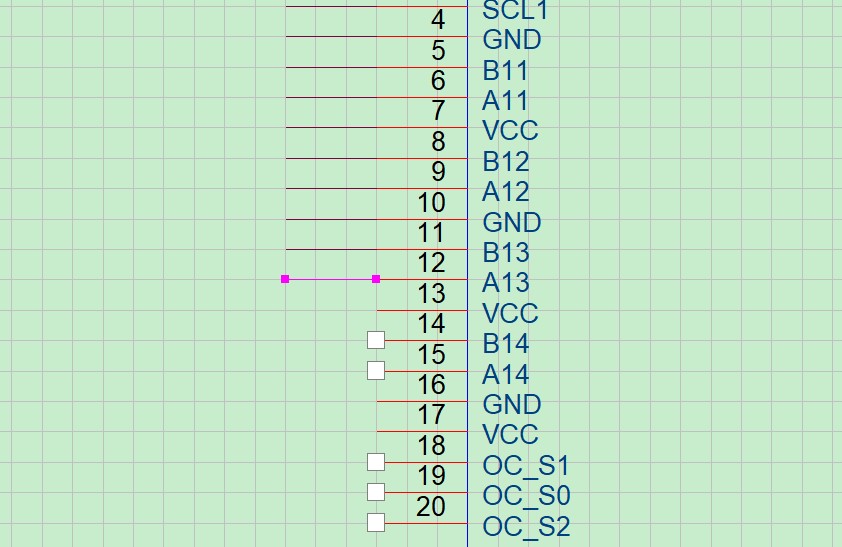 SCL1
4
GND
5
B11
6
A11
7
VCC
8
B12
9
A12
10
GND
11
B13
12
A13
13
VCC
14
B14
15
A14
16
GND
17
VCC
18
OC_S1
19
OC_S0
20
OC_S2